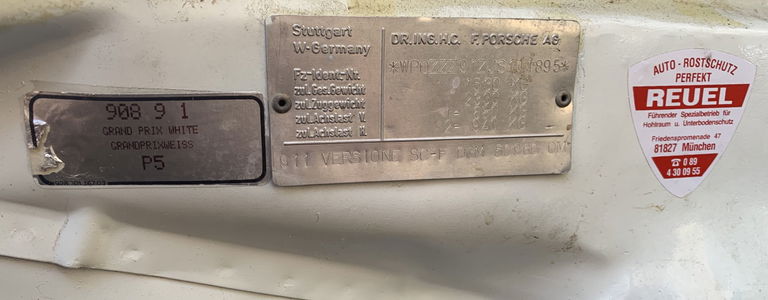 908 9 1
GRAND PRIX WHITE
GRANDPRIXWEISS
P5
Stuttgart
W-Germany
DR.ING.H.C. F.PORSCHE AG
Fz-Ident-Nr.
zul.Ges.Gewicht
zul.Zuggewicht
zul.Achslast V.
zul.Achslast H.
911 VERSIONE SC-F
AUTO - ROSTSCHUTZ
PERFEKT
REUEL
Führender Spezialbetrieb für
Hohlraum u. Unterbodenschutz
Friedenspromenade 47
81827 München
☎ 0 89
4 30 09 55